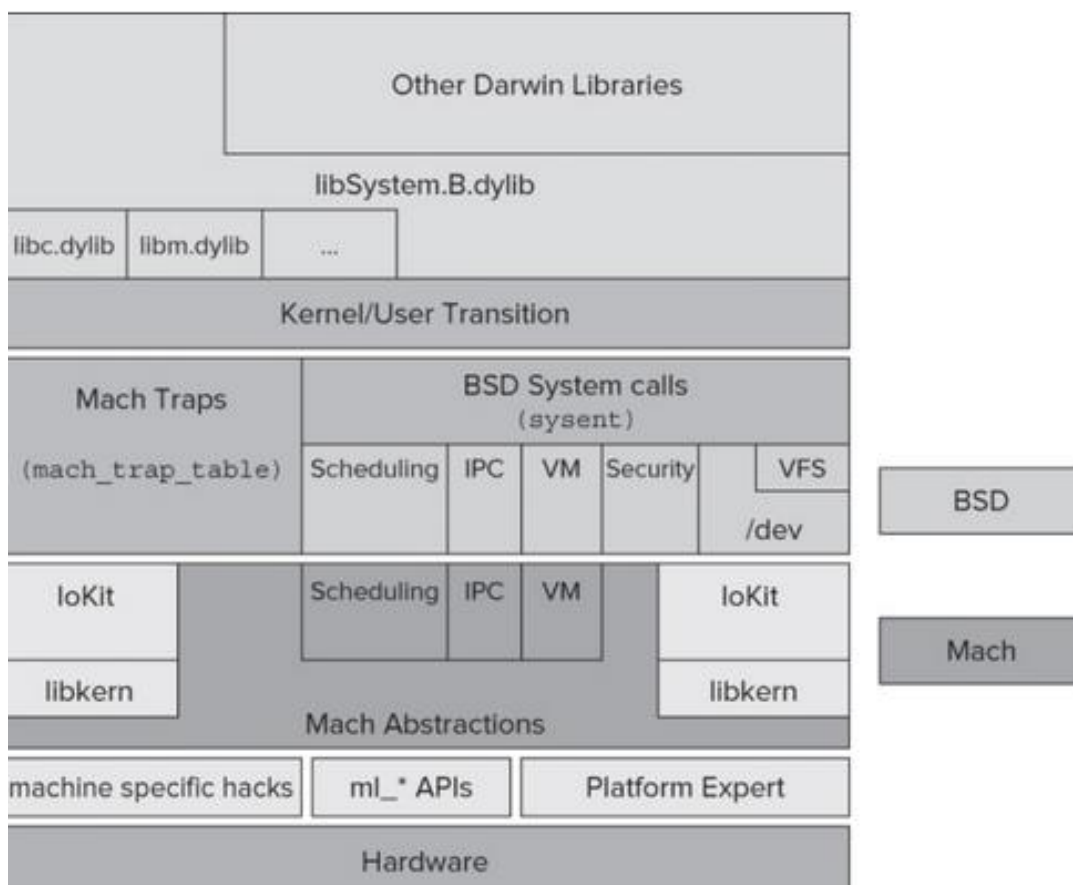 Other Darwin Libraries
libSystem.B.dylib
libc.dylib libm.dylib ...
Kernel/User Transition
Mach Traps
(mach_trap_table)
BSD System calls
(sysent)
Scheduling IPC VM Security VFS
/dev
BSD
IoKit Scheduling IPC VM IoKit
Mach
libkern libkern
Mach Abstractions
machine specific hacks ml_* APIs Platform Expert
Hardware